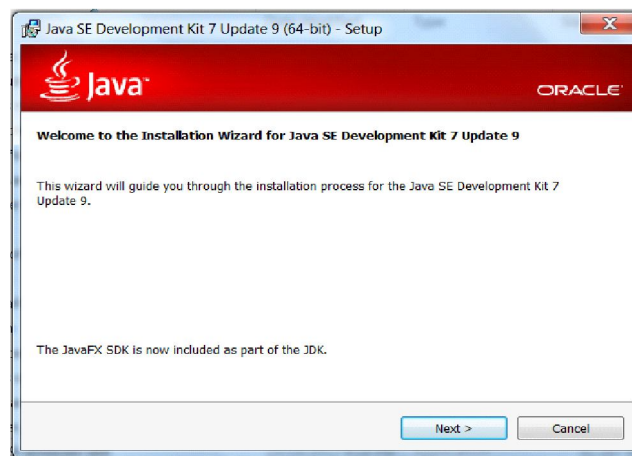 Java SE Development Kit 7 Update 9 (64-bit) - Setup
Java™
ORACLE®
Welcome to the Installation Wizard for Java SE Development Kit 7 Update 9
This wizard will guide you through the installation process for the Java SE Development Kit 7
Update 9.
The JavaFX SDK is now included as part of the JDK.
Next >
Cancel